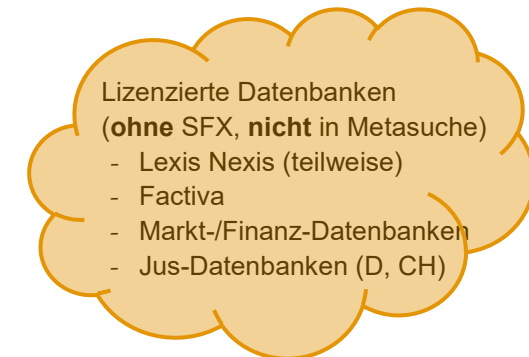 Lizenzierte Datenbanken
(ohne SFX, nicht in Metasuche)
- Lexis Nexis (teilweise)
- Factiva
- Markt-/Finanz-Datenbanken
- Jus-Datenbanken (D, CH)